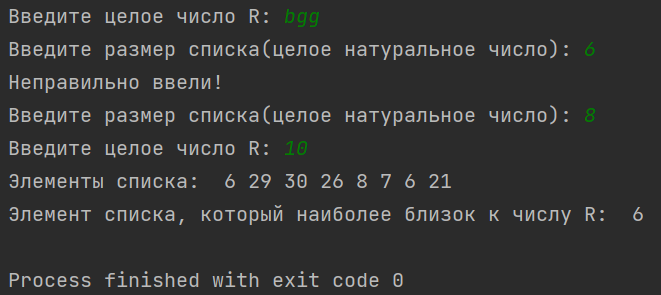 Введите целое число R: bgg
Введите размер списка(целое натуральное число): 6
Неправильно ввели!
Введите размер списка(целое натуральное число): 8
Введите целое число R: 10
Элементы списка:  6 29 30 26 8 7 6 21
Элемент списка, который наиболее близок к числу R:  6
Process finished with exit code 0